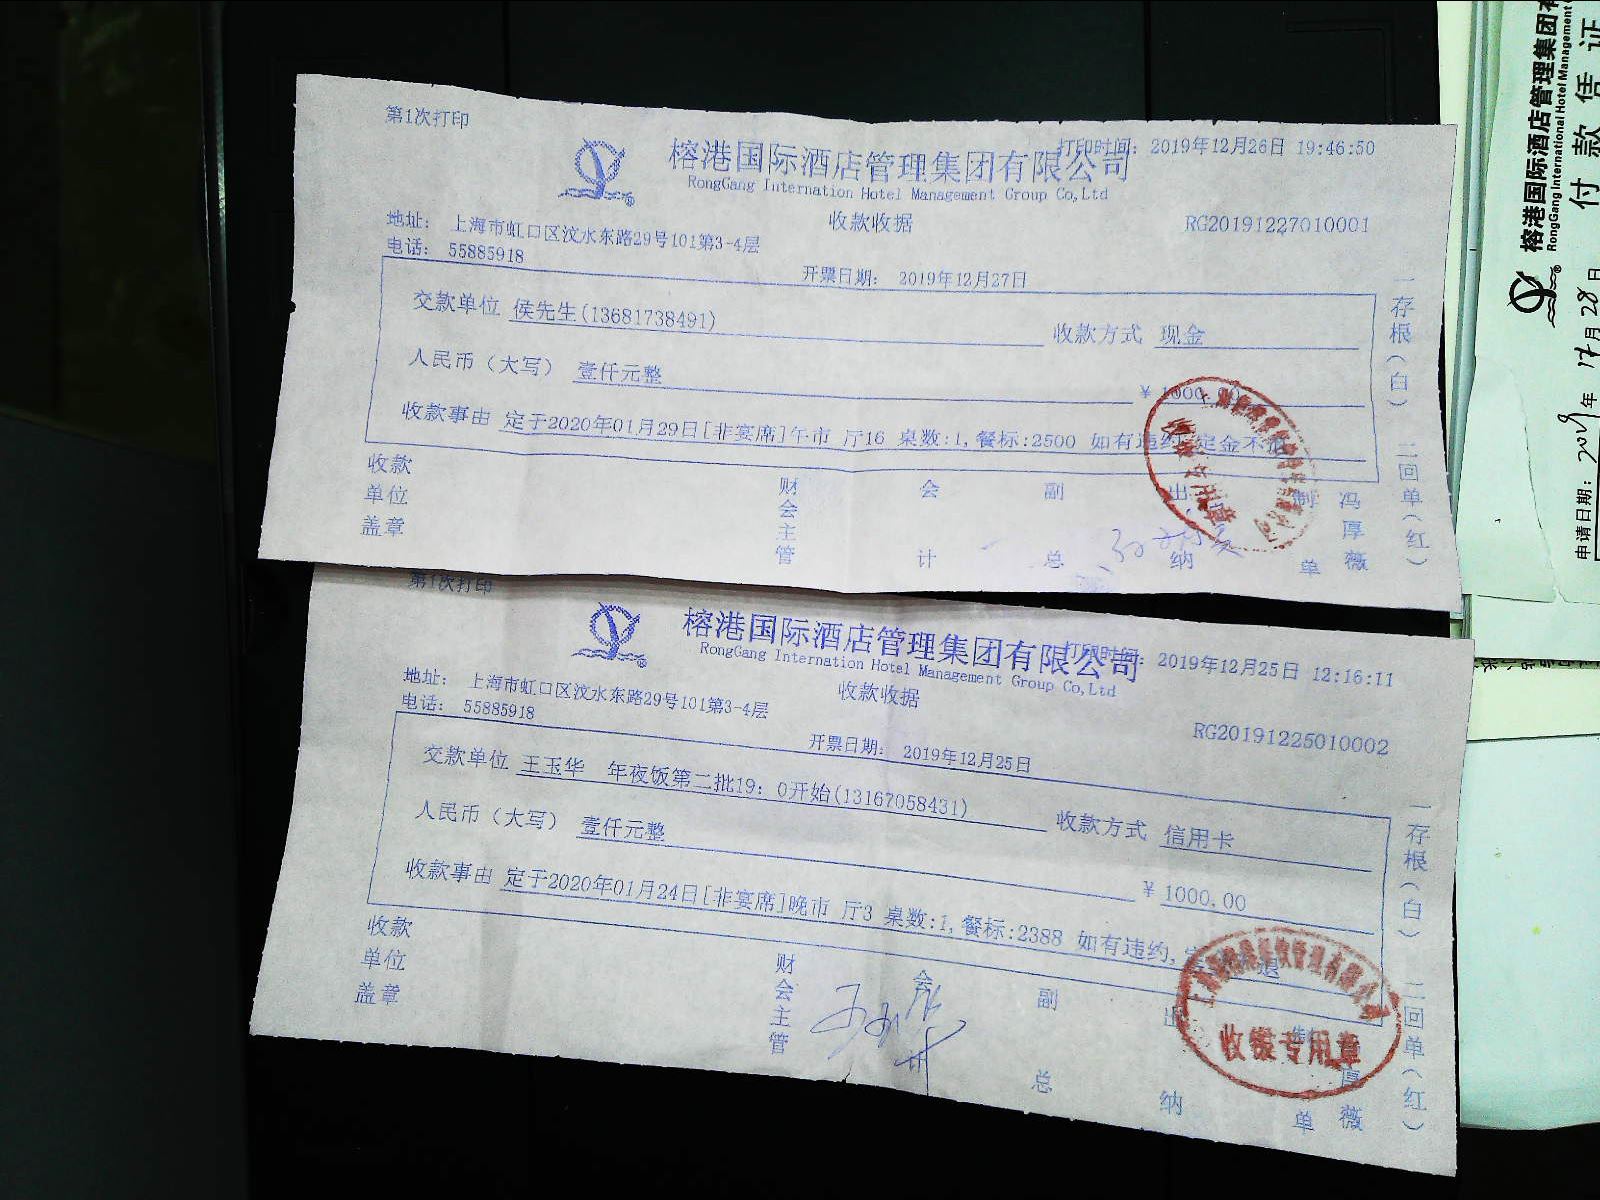 第1次打印
打印时间: 2019年12月26日 19:46:50
榕港国际酒店管理集团有限公司
RongGang Internation Hotel Management Group Co,Ltd
收款收据
RG20191227010001
地址: 上海市虹口区汶水东路29号101第3-4层
电话: 55885918
开票日期: 2019年12月27日
交款单位 侯先生(13681738491)
收款方式 现金
人民币（大写） 壹仟元整
¥ 1000.00
收款事由 定于2020年01月29日[非宴席]午市 厅16 桌数:1,餐标:2500 如有违约,定金不退
收款单位盖章
财会主管
会计
副总
出纳
制单
冯厚薇
一存根（白） 二回单（红）
第1次打印
打印时间: 2019年12月25日 12:16:11
榕港国际酒店管理集团有限公司
RongGang Internation Hotel Management Group Co,Ltd
收款收据
RG20191225010002
地址: 上海市虹口区汶水东路29号101第3-4层
电话: 55885918
开票日期: 2019年12月25日
交款单位 王玉华 年夜饭第二批19: 0开始(13167058431)
收款方式 信用卡
人民币（大写） 壹仟元整
¥ 1000.00
收款事由 定于2020年01月24日[非宴席]晚市 厅3 桌数:1,餐标:2388 如有违约,
退
收款单位盖章
财会主管
会
副总
出纳
单
厚薇
收银专用章
一存根（白） 二回单（红）
榕港国际酒店管理集团有
RongGang International Hotel Management
付款凭证
申请日期: 2019年12月28日